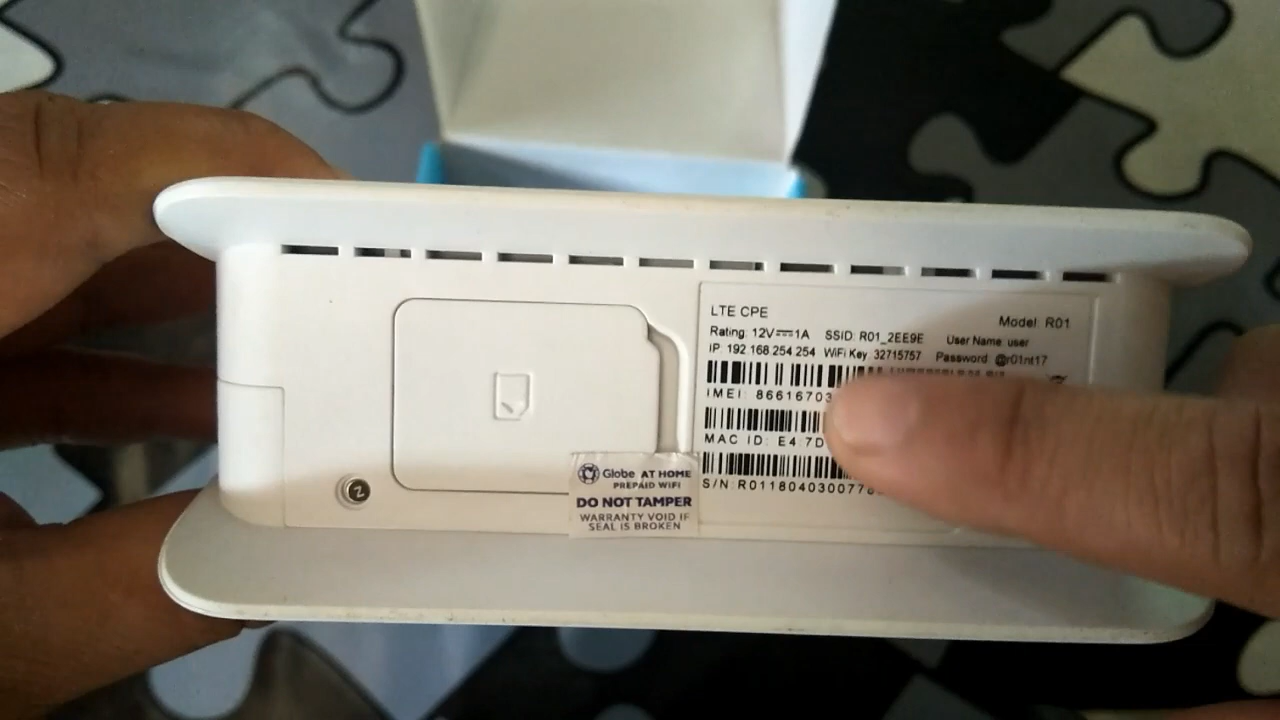 LTE CPE
Model: R01
Rating: 12V⎓1A SSID: R01_2EE9E User Name: user
IP: 192.168.254.254 WiFi Key: 32715757 Password: @r01nt17
IMEI: 86616703
MAC ID: E4:7D
S/N:R01180403007
Globe AT HOME
PREPAID WIFI
DO NOT TAMPER
WARRANTY VOID IF
SEAL IS BROKEN
2